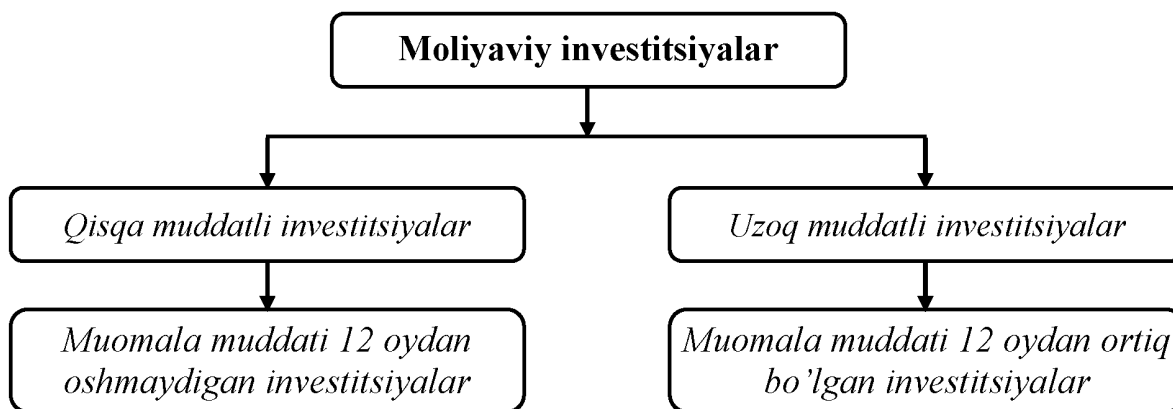 Moliyaviy investitsiyalar
Qisqa muddatli investitsiyalar
Uzoq muddatli investitsiyalar
Muomala muddati 12 oydan
oshmaydigan investitsiyalar
Muomala muddati 12 oydan ortiq
bo’lgan investitsiyalar